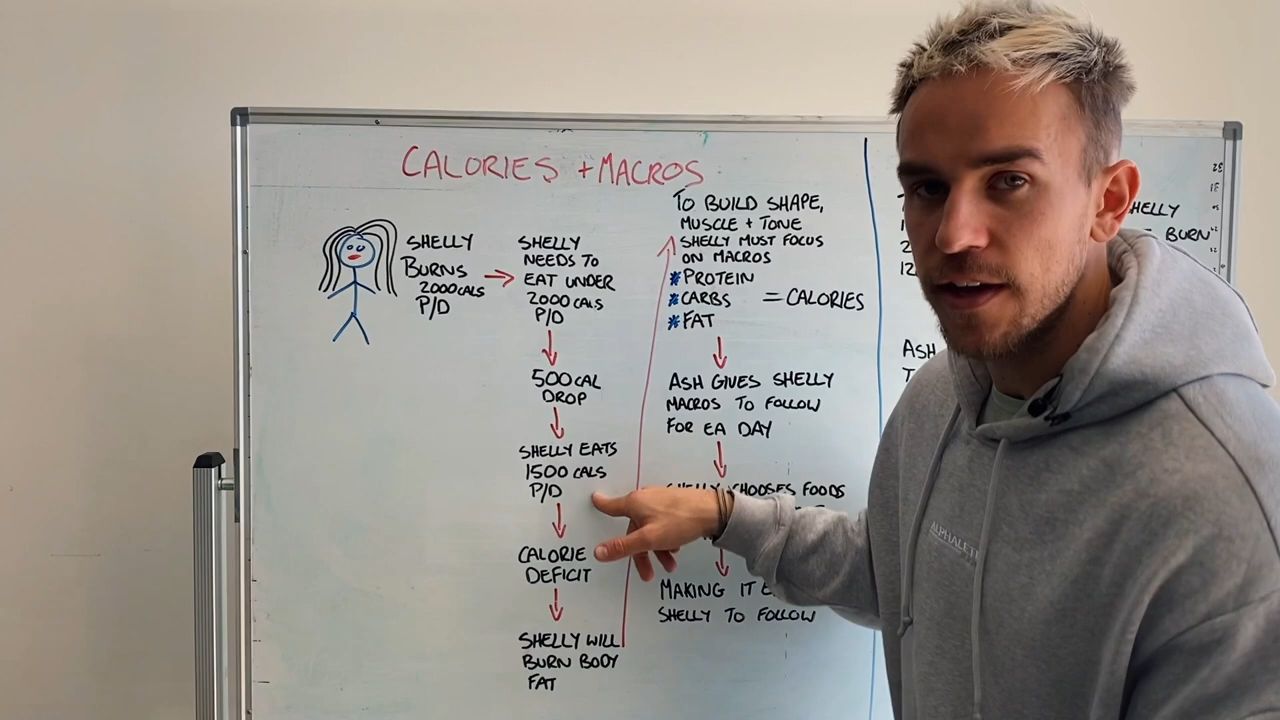 CALORIES + MACROS
SHELLY
BURNS
2000 CALS
P/D
SHELLY
NEEDS TO
EAT UNDER
2000 CALS
P/D
500 CAL
DROP
SHELLY EATS
1500 CALS
P/D
CALORIE
DEFICIT
SHELLY WILL
BURN BODY
FAT
TO BUILD SHAPE,
MUSCLE + TONE
SHELLY MUST FOCUS
ON MACROS
*PROTEIN
*CARBS = CALORIES
*FAT
ASH GIVES SHELLY
MACROS TO FOLLOW
FOR EA DAY
SHELLY CHOOSES FOODS
MAKING IT
SHELLY TO FOLLOW
SHELLY
BURN
ASH
ALPHALETE